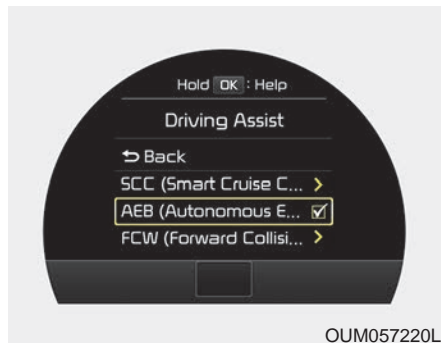 Hold OK : Help
Driving Assist
Back
SCC (Smart Cruise C...
AEB (Autonomous E...
FCW (Forward Collisi...
OUM057220L